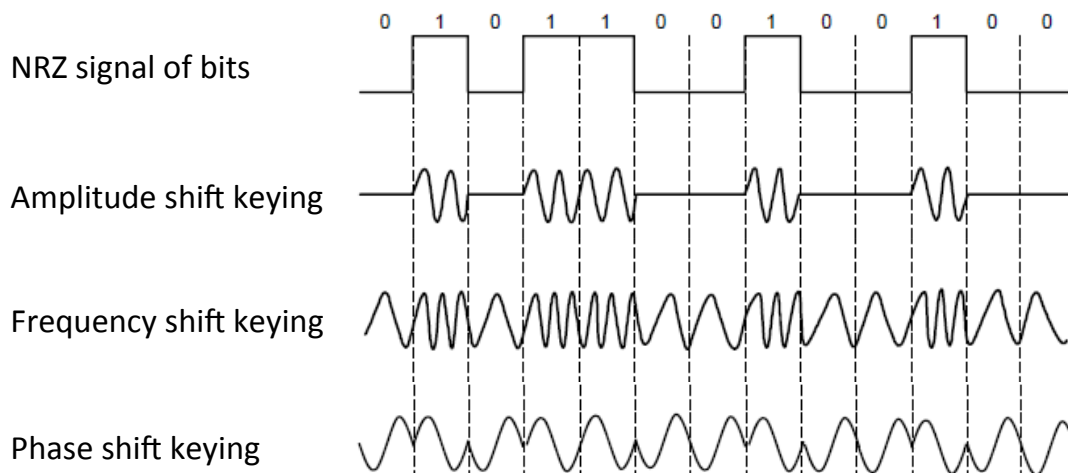 0 1 0 1 1 0 0 1 0 0 1 0 0
NRZ signal of bits
Amplitude shift keying
Frequency shift keying
Phase shift keying